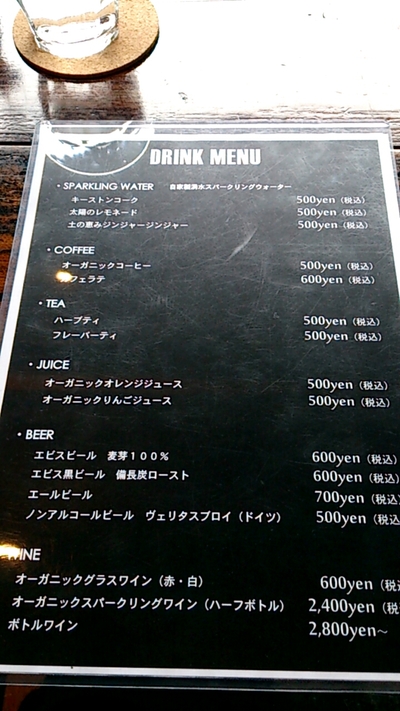 DRINK MENU
・SPARKLING WATER 自家製湧水スパークリングウォーター
キーストンコーク 500yen（税込）
太陽のレモネード 500yen（税込）
土の恵みジンジャージンジャー 500yen（税込）
・COFFEE
オーガニックコーヒー 500yen（税込）
フェラテ 600yen（税込）
・TEA
ハーブティ 500yen（税込）
フレーバーティ 500yen（税込）
・JUICE
オーガニックオレンジジュース 500yen（税込）
オーガニックりんごジュース 500yen（税込）
・BEER
エビスビール 麦芽１００％ 600yen（税込）
エビス黒ビール 備長炭ロースト 600yen（税込）
エールビール 700yen（税込）
ノンアルコールビール ヴェリタスブロイ（ドイツ） 500yen（税込
WINE
オーガニックグラスワイン（赤・白） 600yen（税込
オーガニックスパークリングワイン（ハーフボトル） 2,400yen（税
ボトルワイン 2,800yen～